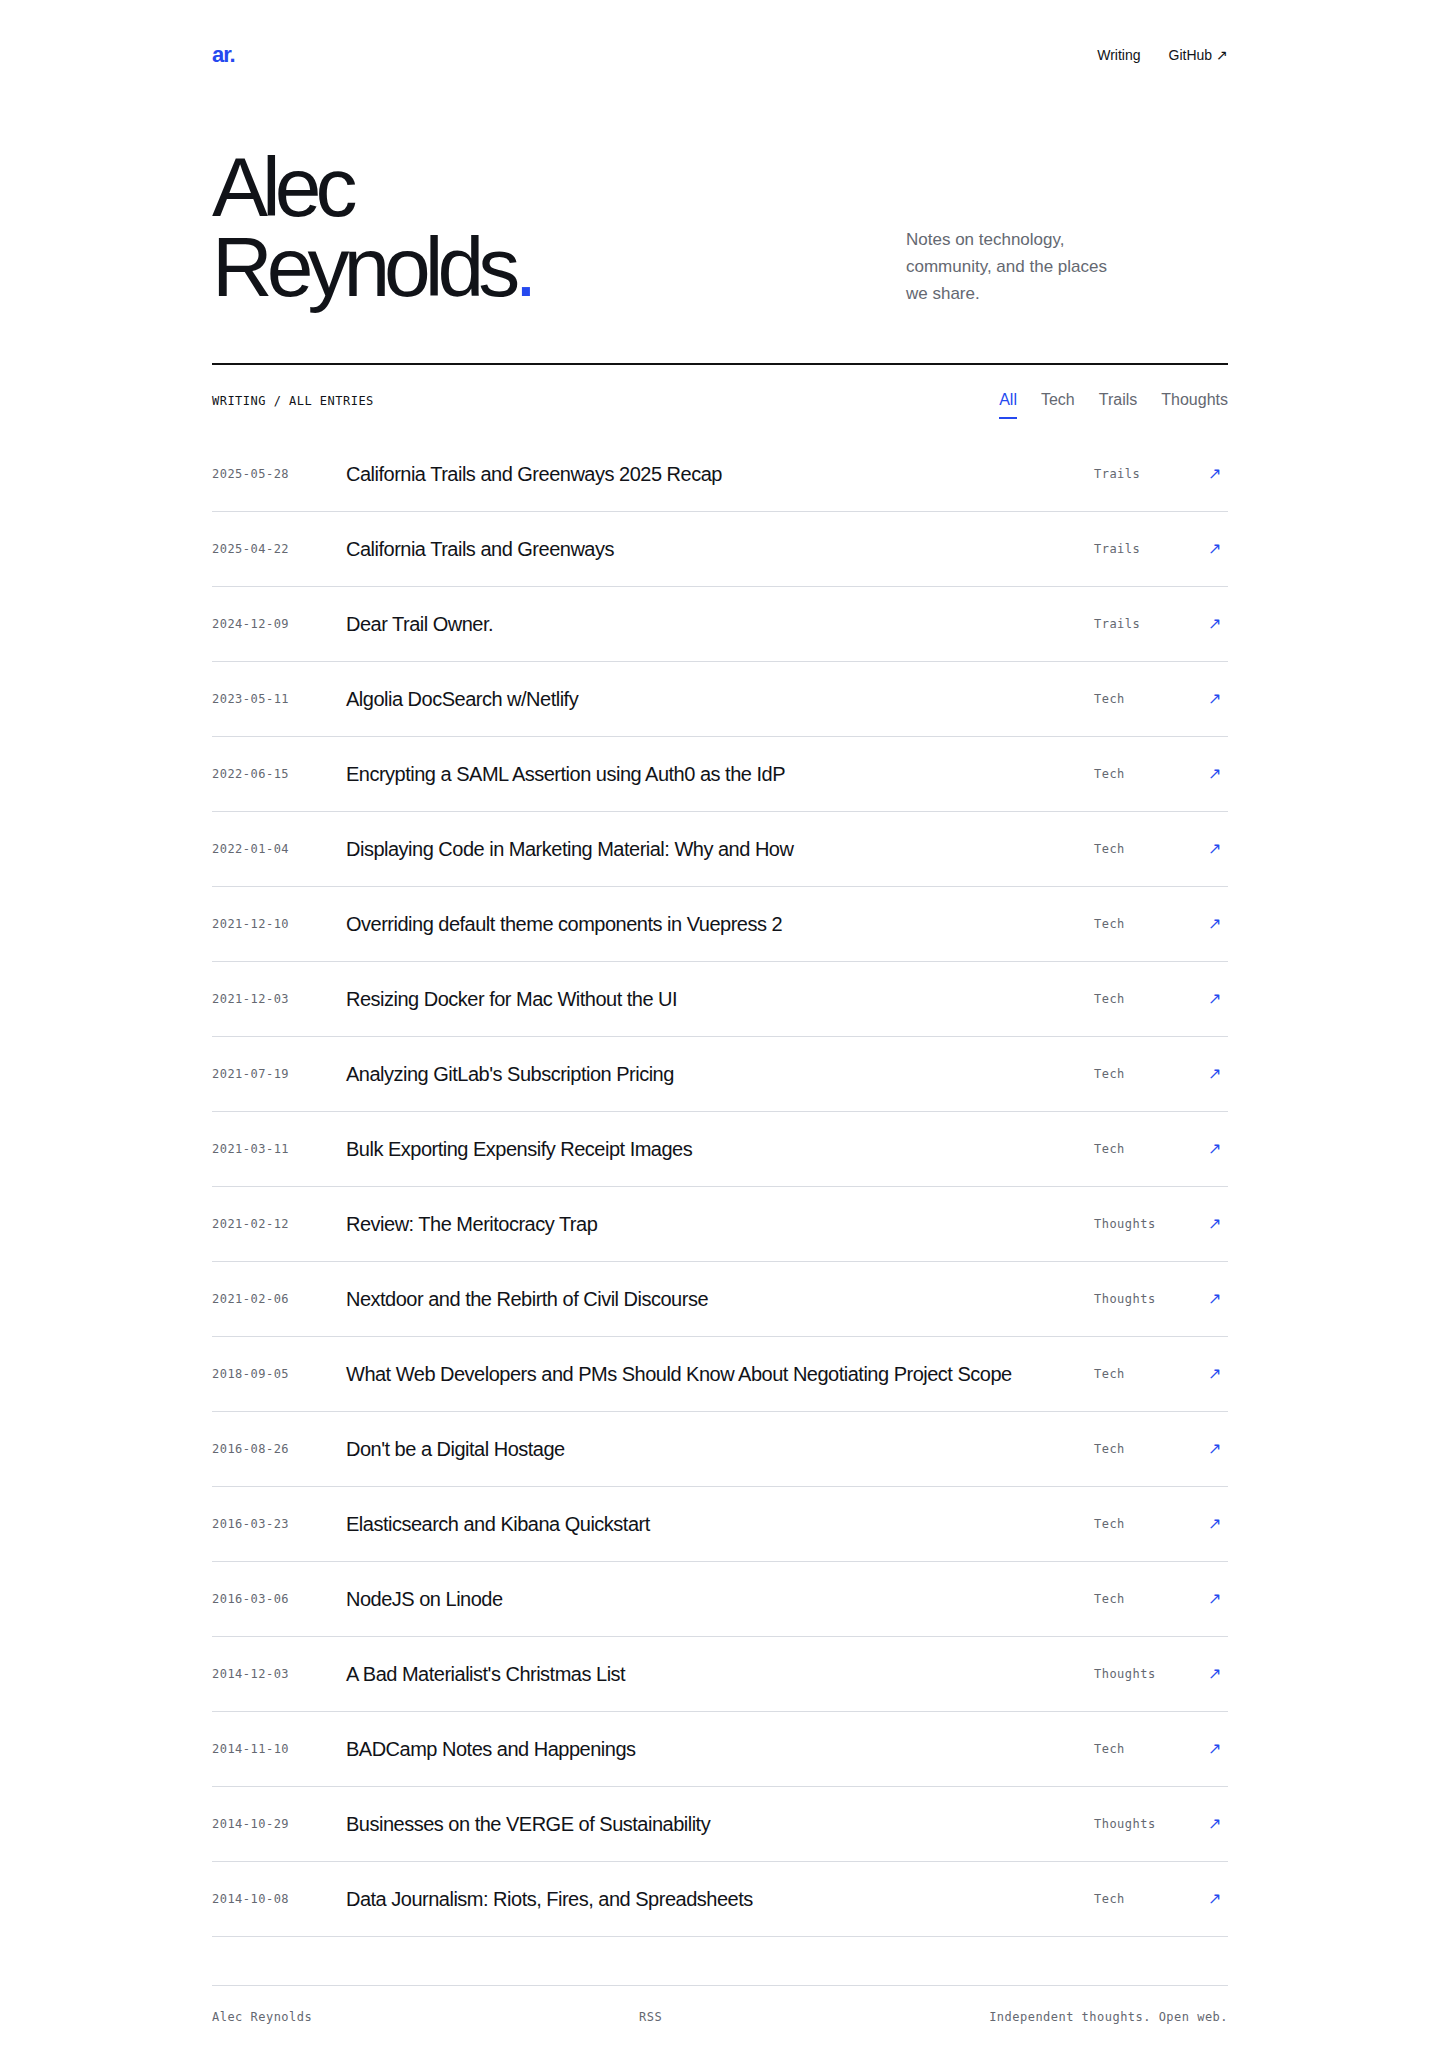 ar.
Writing GitHub ↗
Alec
Reynolds.
Notes on technology,
community, and the places
we share.
WRITING / ALL ENTRIES All Tech Trails Thoughts
2025-05-28 California Trails and Greenways 2025 Recap Trails ↗
2025-04-22 California Trails and Greenways Trails ↗
2024-12-09 Dear Trail Owner. Trails ↗
2023-05-11 Algolia DocSearch w/Netlify Tech ↗
2022-06-15 Encrypting a SAML Assertion using Auth0 as the IdP Tech ↗
2022-01-04 Displaying Code in Marketing Material: Why and How Tech ↗
2021-12-10 Overriding default theme components in Vuepress 2 Tech ↗
2021-12-03 Resizing Docker for Mac Without the UI Tech ↗
2021-07-19 Analyzing GitLab's Subscription Pricing Tech ↗
2021-03-11 Bulk Exporting Expensify Receipt Images Tech ↗
2021-02-12 Review: The Meritocracy Trap Thoughts ↗
2021-02-06 Nextdoor and the Rebirth of Civil Discourse Thoughts ↗
2018-09-05 What Web Developers and PMs Should Know About Negotiating Project Scope Tech ↗
2016-08-26 Don't be a Digital Hostage Tech ↗
2016-03-23 Elasticsearch and Kibana Quickstart Tech ↗
2016-03-06 NodeJS on Linode Tech ↗
2014-12-03 A Bad Materialist's Christmas List Thoughts ↗
2014-11-10 BADCamp Notes and Happenings Tech ↗
2014-10-29 Businesses on the VERGE of Sustainability Thoughts ↗
2014-10-08 Data Journalism: Riots, Fires, and Spreadsheets Tech ↗
Alec Reynolds RSS Independent thoughts. Open web.